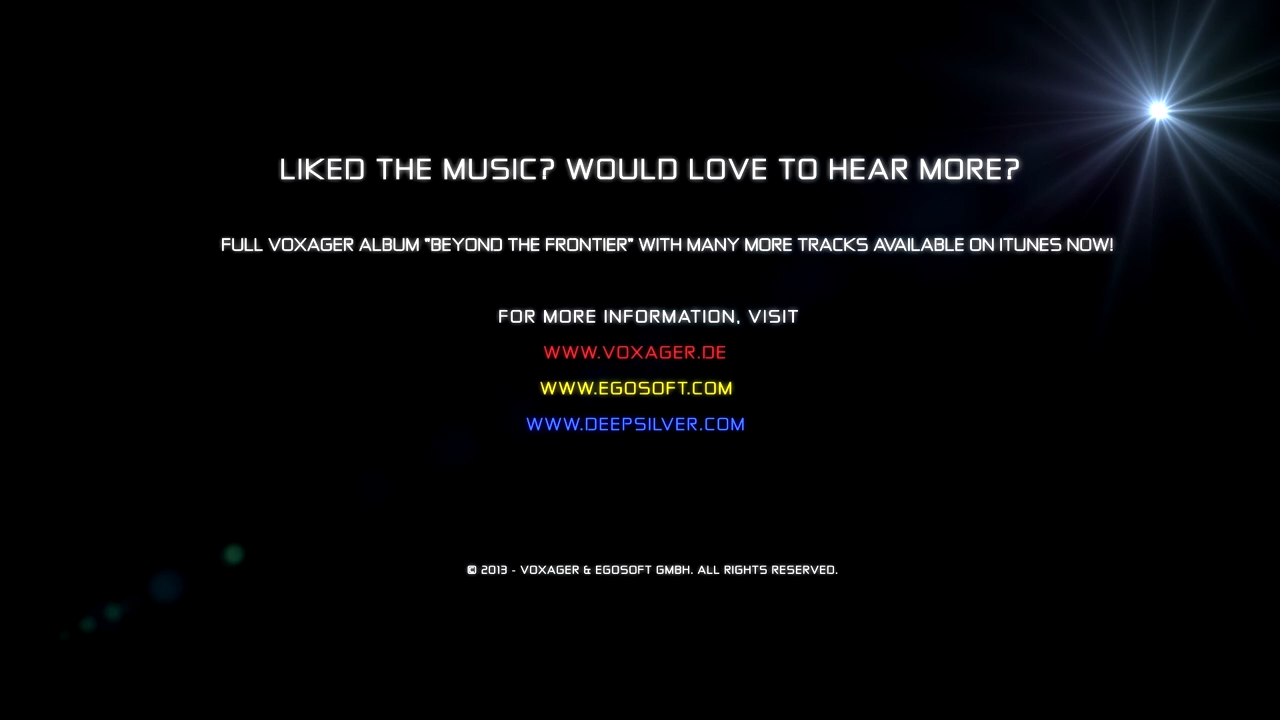 LIKED THE MUSIC? WOULD LOVE TO HEAR MORE?
FULL VOXAGER ALBUM "BEYOND THE FRONTIER" WITH MANY MORE TRACKS AVAILABLE ON ITUNES NOW!
FOR MORE INFORMATION, VISIT
WWW.VOXAGER.DE
WWW.EGOSOFT.COM
WWW.DEEPSILVER.COM
© 2013 - VOXAGER & EGOSOFT GMBH. ALL RIGHTS RESERVED.